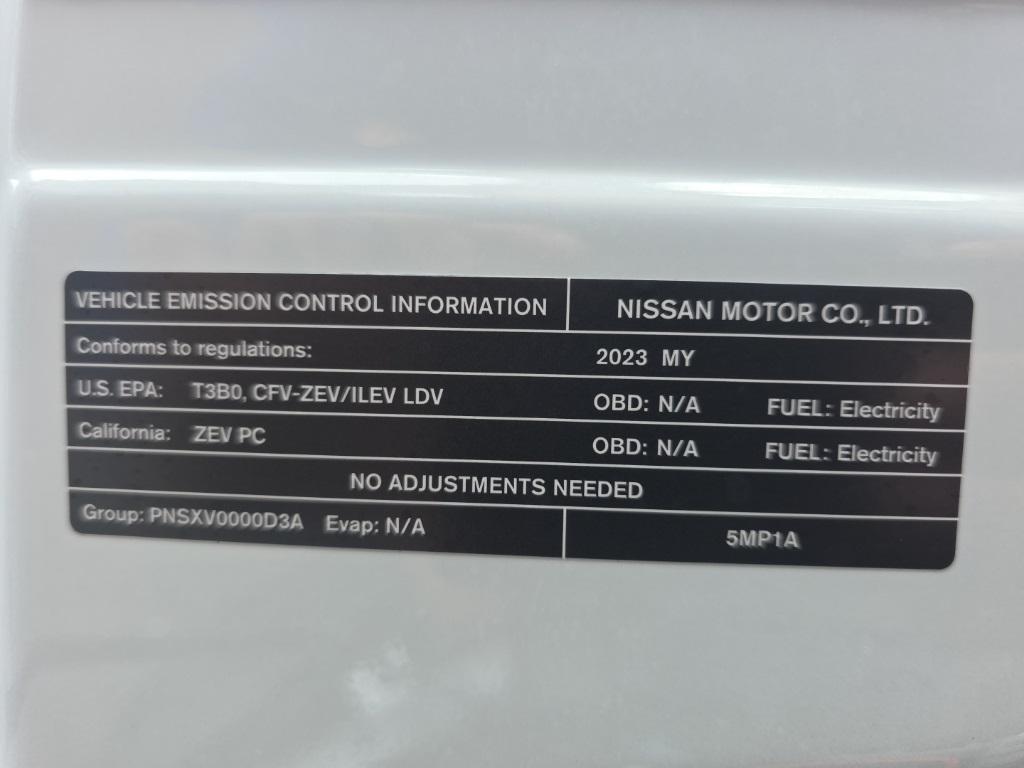 VEHICLE EMISSION CONTROL INFORMATION NISSAN MOTOR CO., LTD.
Conforms to regulations: 2023 MY
U.S. EPA: T3B0, CFV-ZEV/ILEV LDV OBD: N/A FUEL: Electricity
California: ZEV PC OBD: N/A FUEL: Electricity
NO ADJUSTMENTS NEEDED
Group: PNSXV0000D3A Evap: N/A 5MP1A